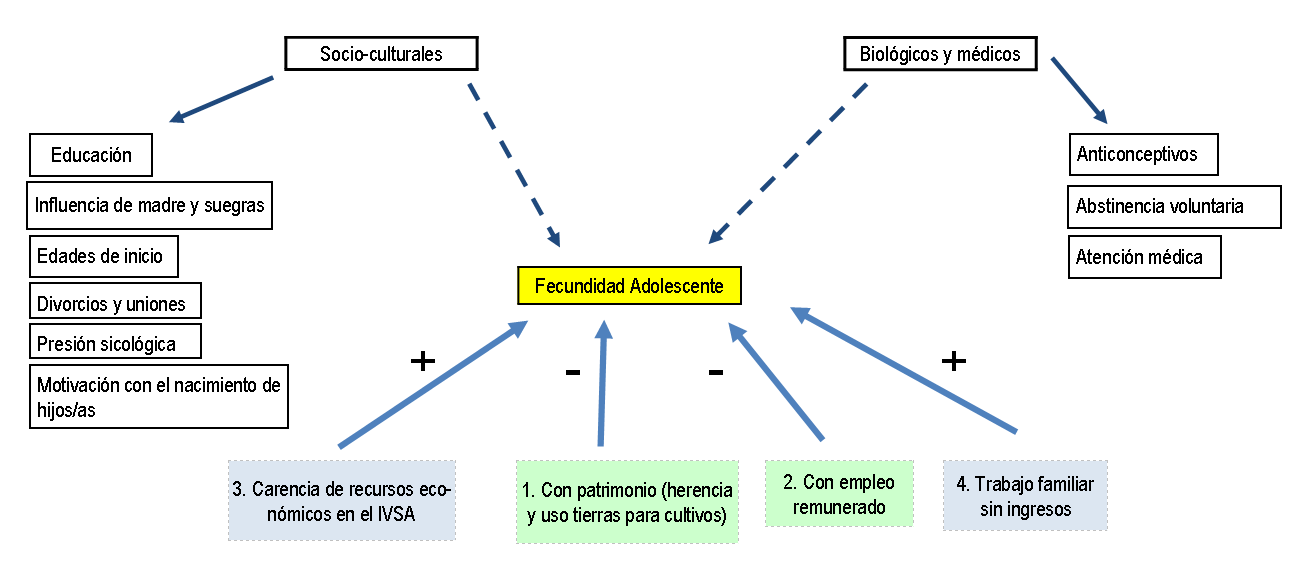 Socio-culturales
Biológicos y médicos
Educación
Influencia de madre y suegras
Edades de inicio
Divorcios y uniones
Presión sicológica
Motivación con el nacimiento de
hijos/as
Anticonceptivos
Abstinencia voluntaria
Atención médica
Fecundidad Adolescente
+
-
-
+
3. Carencia de recursos eco-
nómicos en el IVSA
1. Con patrimonio (herencia
y uso tierras para cultivos)
2. Con empleo
remunerado
4. Trabajo familiar
sin ingresos